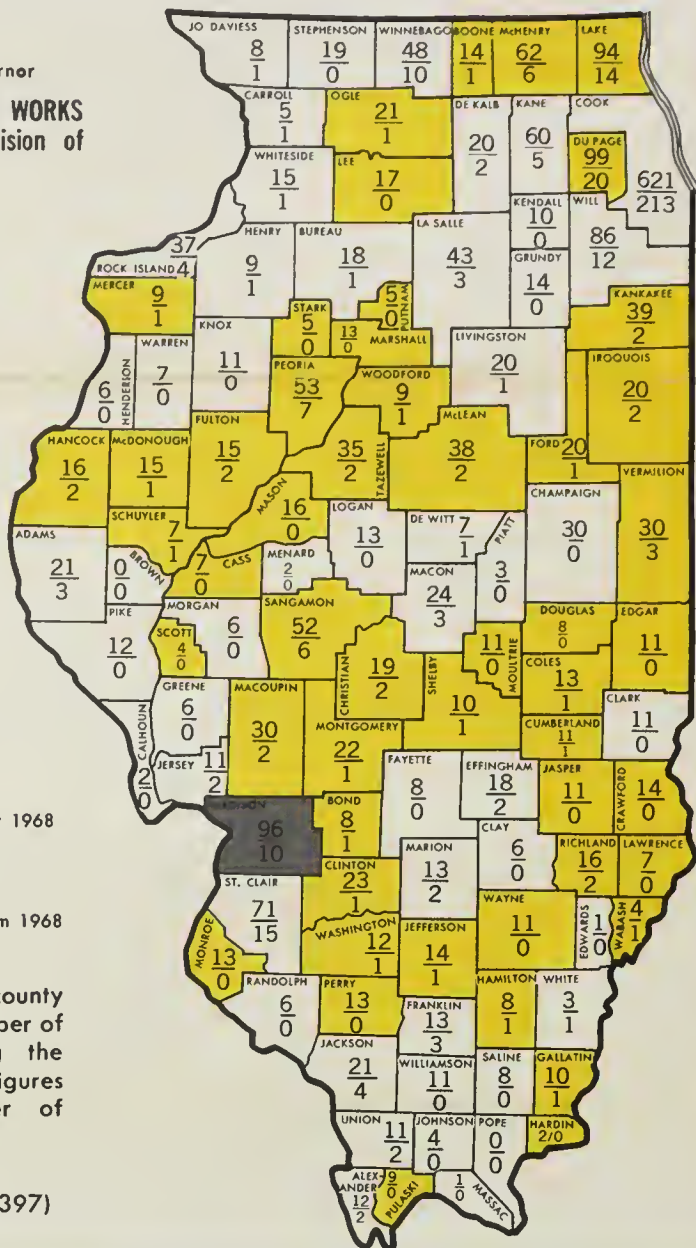 rnor
WORKS
ision of
JO DAVIESS
8
1
STEPHENSON
19
0
WINNEBAGO
48
10
BOONE
14
1
McHENRY
62
6
LAKE
94
14
CARROLL
5
1
OGLE
21
1
DE KALB
20
2
KANE
60
5
COOK
621
213
DU PAGE
99
20
WHITESIDE
15
1
LEE
17
0
KENDALL
10
0
WILL
86
12
ROCK ISLAND
37
4
HENRY
9
1
BUREAU
18
1
LA SALLE
43
3
GRUNDY
14
0
MERCER
9
1
STARK
5
0
PUTNAM
5
0
MARSHALL
13
0
KANKAKEE
39
2
HENDERSON
6
0
WARREN
7
0
KNOX
11
0
PEORIA
53
7
WOODFORD
9
1
LIVINGSTON
20
1
IROQUOIS
20
2
HANCOCK
16
2
McDONOUGH
15
1
FULTON
15
2
TAZEWELL
35
2
McLEAN
38
2
FORD
20
1
VERMILION
30
3
SCHUYLER
7
1
MASON
16
0
LOGAN
13
0
DE WITT
7
1
PIATT
3
0
CHAMPAIGN
30
0
ADAMS
21
3
BROWN
0
0
CASS
7
0
MENARD
2
0
MACON
24
3
DOUGLAS
8
0
EDGAR
11
0
PIKE
12
0
SCOTT
4
0
MORGAN
6
0
SANGAMON
52
6
CHRISTIAN
19
2
SHELBY
10
1
MOULTRIE
11
0
COLES
13
1
CALHOUN
2
0
GREENE
6
0
JERSEY
11
2
MACOUPIN
30
2
MONTGOMERY
22
1
CUMBERLAND
11
1
CLARK
11
0
MADISON
96
10
BOND
8
1
FAYETTE
8
0
EFFINGHAM
18
2
JASPER
11
0
CRAWFORD
14
0
1968
ST. CLAIR
71
15
CLINTON
23
1
MARION
13
2
CLAY
6
0
RICHLAND
16
2
LAWRENCE
7
0
m 1968
MONROE
13
0
WASHINGTON
12
1
JEFFERSON
14
1
WAYNE
11
0
EDWARDS
1
0
WABASH
4
1
RANDOLPH
6
0
PERRY
13
0
FRANKLIN
13
3
HAMILTON
8
1
WHITE
3
1
county
ber of
the
igures
r of
JACKSON
21
4
WILLIAMSON
11
0
SALINE
8
0
GALLATIN
10
1
UNION
11
2
JOHNSON
4
0
POPE
0
0
HARDIN
2/0
397)
ALEX-
ANDER
12
2
PULASKI
9
0
MASSAC
1
0